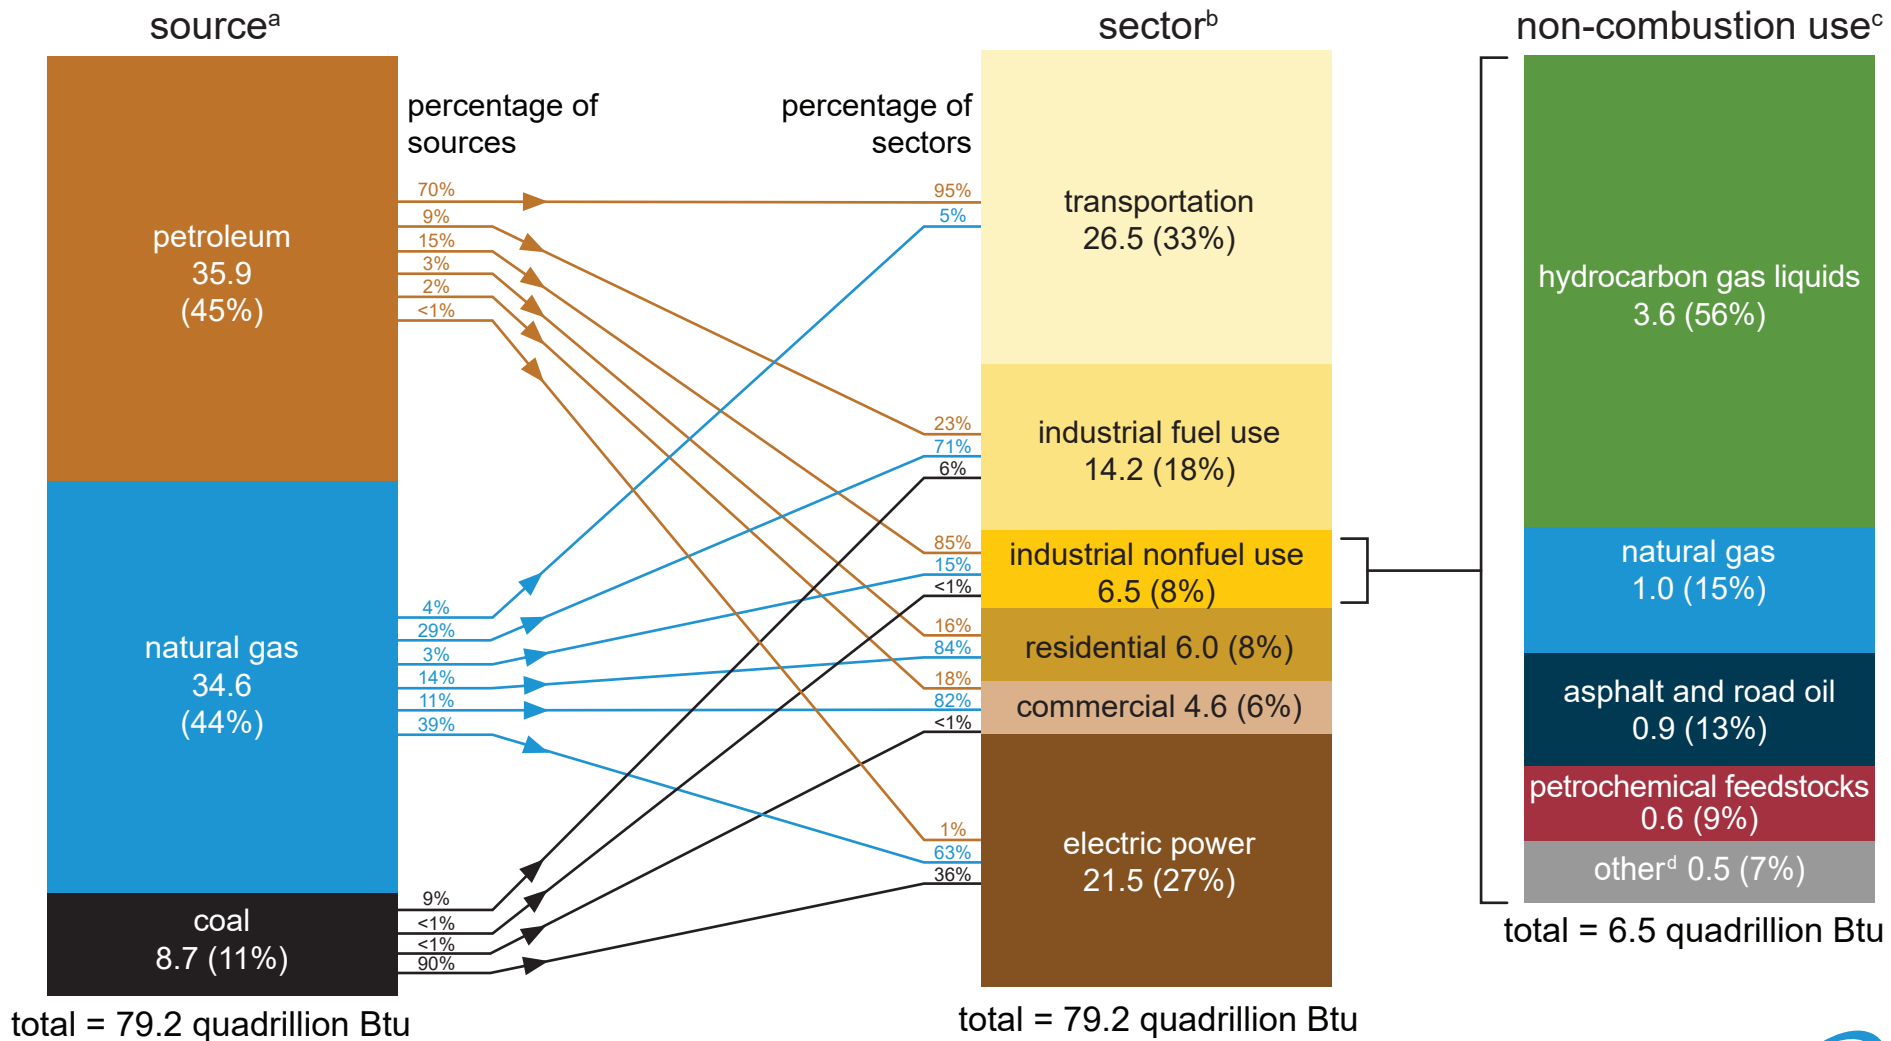 sourceᵃ
sectorᵇ
non-combustion useᶜ
percentage of
sources
percentage of
sectors
petroleum
35.9
(45%)
70%
9%
15%
3%
2%
<1%
natural gas
34.6
(44%)
4%
29%
3%
14%
11%
39%
coal
8.7 (11%)
9%
<1%
<1%
90%
total = 79.2 quadrillion Btu
95%
5%
23%
71%
6%
85%
15%
<1%
16%
84%
18%
82%
<1%
1%
63%
36%
transportation
26.5 (33%)
industrial fuel use
14.2 (18%)
industrial nonfuel use
6.5 (8%)
residential 6.0 (8%)
commercial 4.6 (6%)
electric power
21.5 (27%)
total = 79.2 quadrillion Btu
hydrocarbon gas liquids
3.6 (56%)
natural gas
1.0 (15%)
asphalt and road oil
0.9 (13%)
petrochemical feedstocks
0.6 (9%)
otherᵈ 0.5 (7%)
total = 6.5 quadrillion Btu